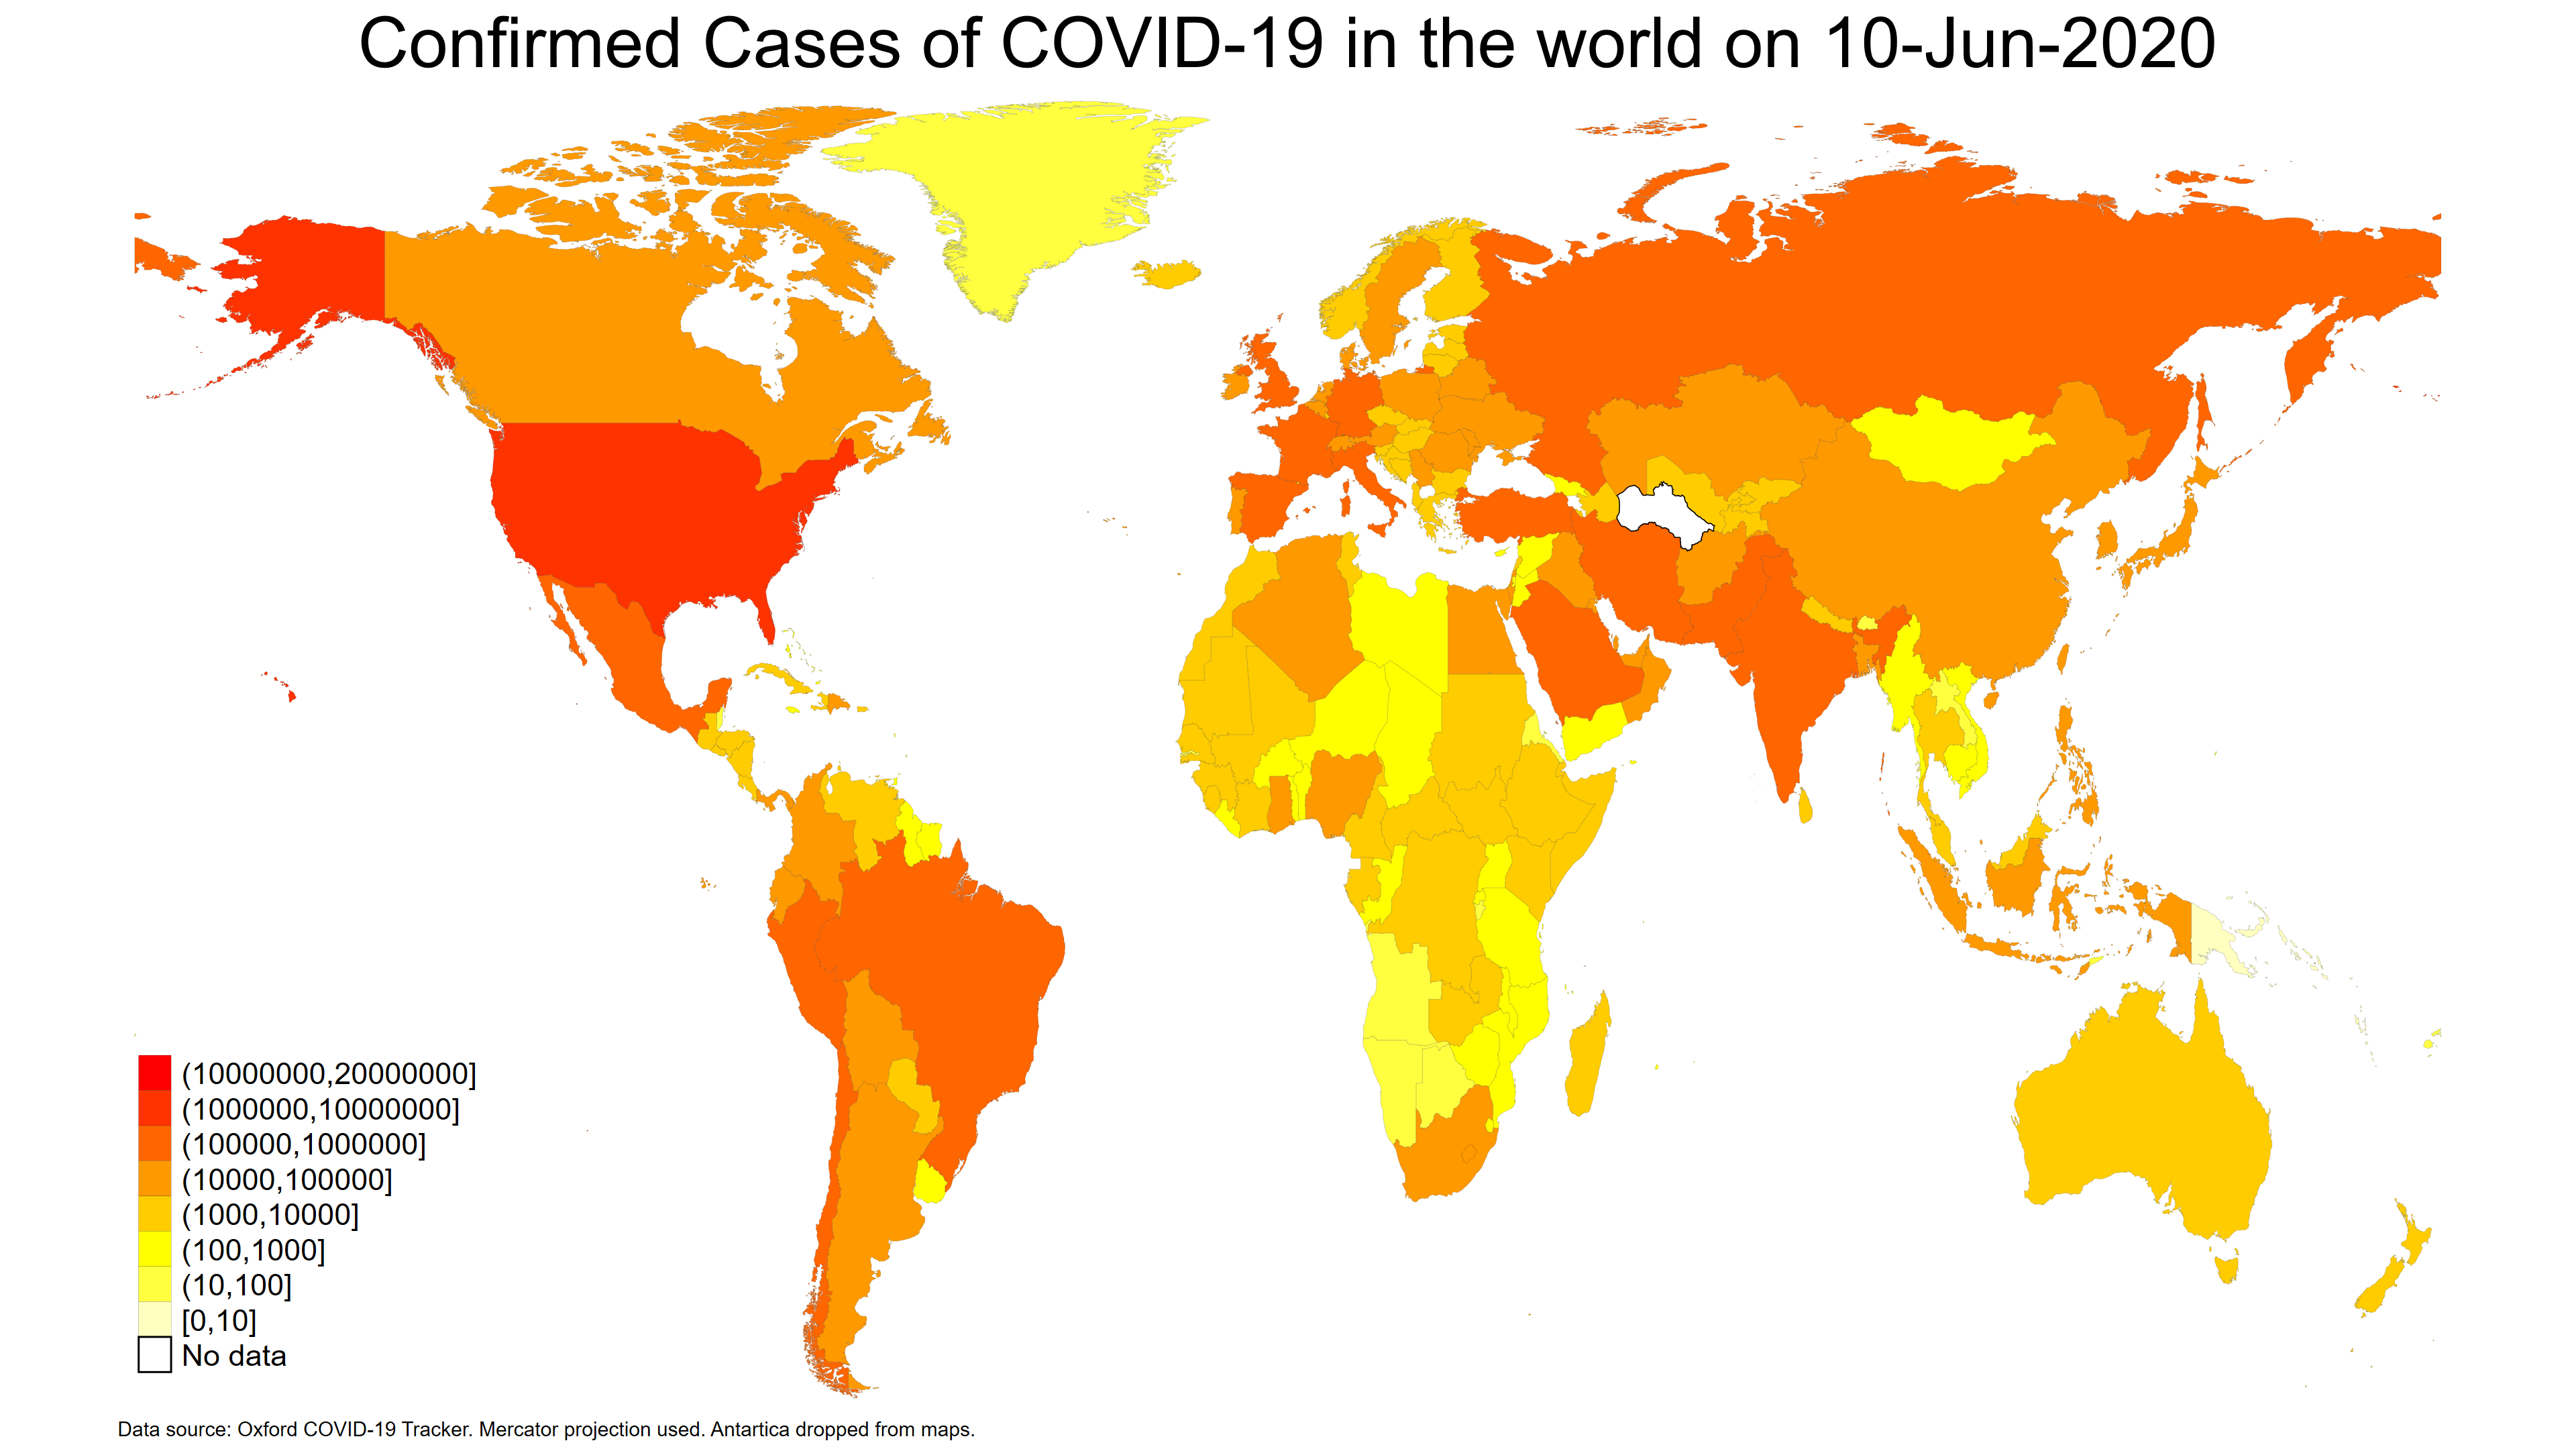 Confirmed Cases of COVID-19 in the world on 10-Jun-2020
(10000000,20000000]
(1000000,10000000]
(100000,1000000]
(10000,100000]
(1000,10000]
(100,1000]
(10,100]
[0,10]
No data
Data source: Oxford COVID-19 Tracker. Mercator projection used. Antartica dropped from maps.